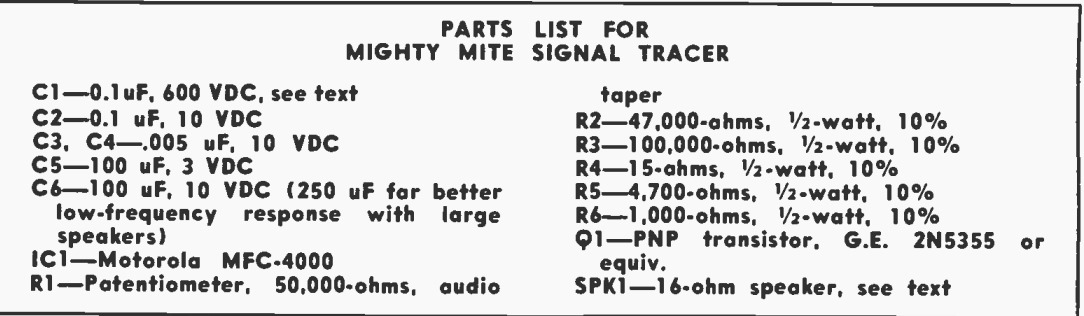 PARTS LIST FOR
MIGHTY MITE SIGNAL TRACER
C1—0.1uF, 600 VDC, see text
C2—0.1 uF, 10 VDC
C3, C4—.005 uF, 10 VDC
C5—100 uF, 3 VDC
C6—100 uF, 10 VDC (250 uF far better
low-frequency response with large
speakers)
IC1—Motorola MFC-4000
R1—Patentiometer, 50,000-ohms, audio
taper
R2—47,000-ahms, ½-watt, 10%
R3—100,000-ohms, ½-watt, 10%
R4—15-ohms, ½-watt, 10%
R5—4,700-ohms, ½-watt, 10%
R6—1,000-ohms, ½-watt, 10%
Q1—PNP transistor, G.E. 2N5355 or
equiv.
SPK1—16-ohm speaker, see text